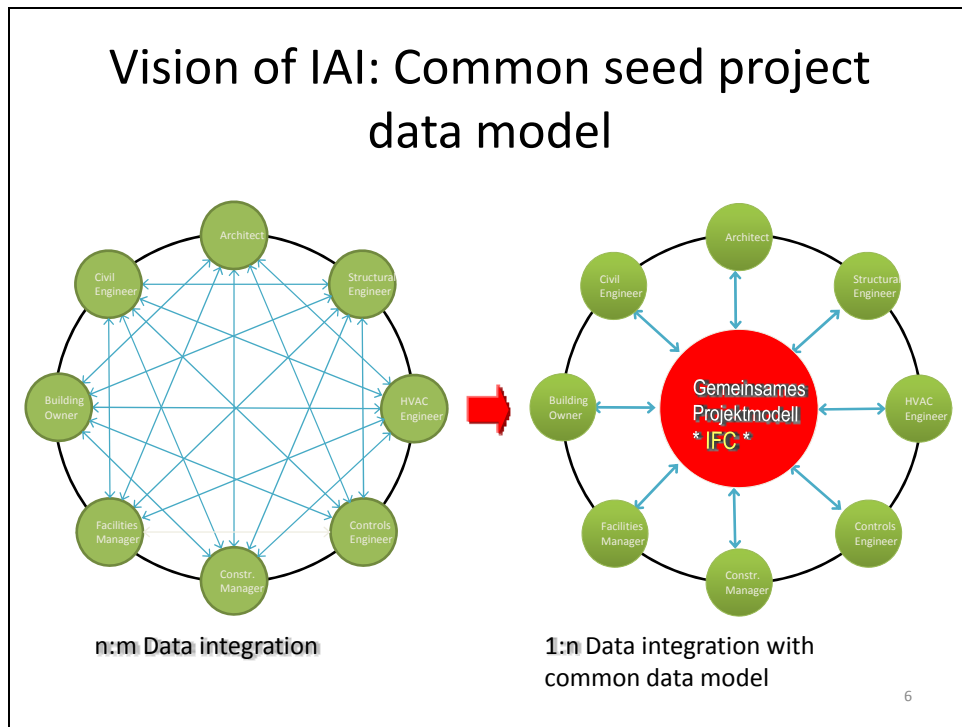 Vision of IAI: Common seed project
data model
Architect
Civil
Engineer
Structural
Engineer
Building
Owner
HVAC
Engineer
Facilities
Manager
Controls
Engineer
Constr.
Manager
n:m Data integration
Architect
Civil
Engineer
Structural
Engineer
Building
Owner
Gemeinsames
Projektmodell
* IFC *
HVAC
Engineer
Facilities
Manager
Controls
Engineer
Constr.
Manager
1:n Data integration with
common data model
6